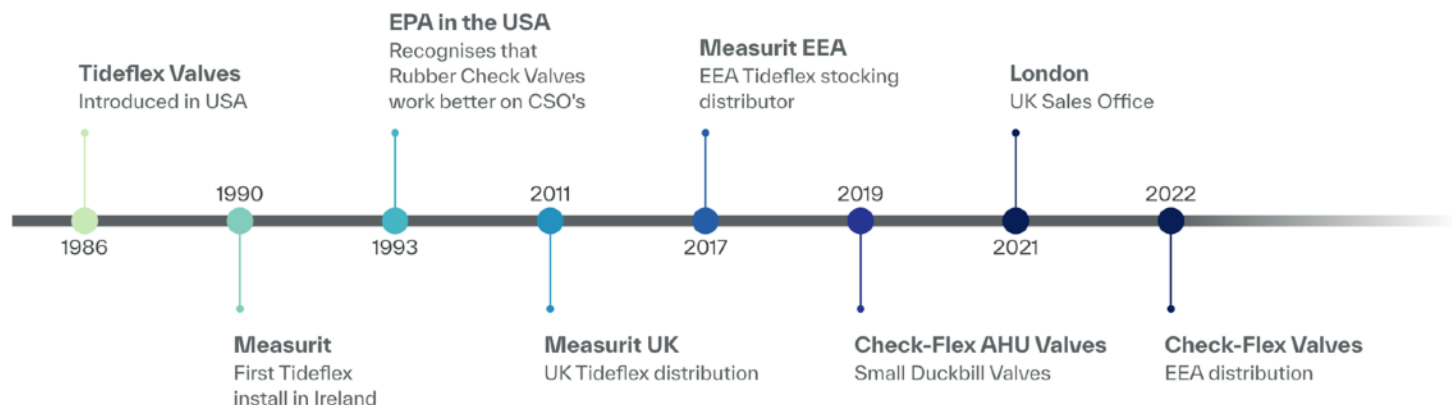 EPA in the USA
Recognises that
Rubber Check Valves
work better on CSO's
Tideflex Valves
Introduced in USA
Measurit EEA
EEA Tideflex stocking
distributor
London
UK Sales Office
1990
2011
2019
2022
1986
1993
2017
2021
Measurit
First Tideflex
install in Ireland
Measurit UK
UK Tideflex distribution
Check-Flex AHU Valves
Small Duckbill Valves
Check-Flex Valves
EEA distribution